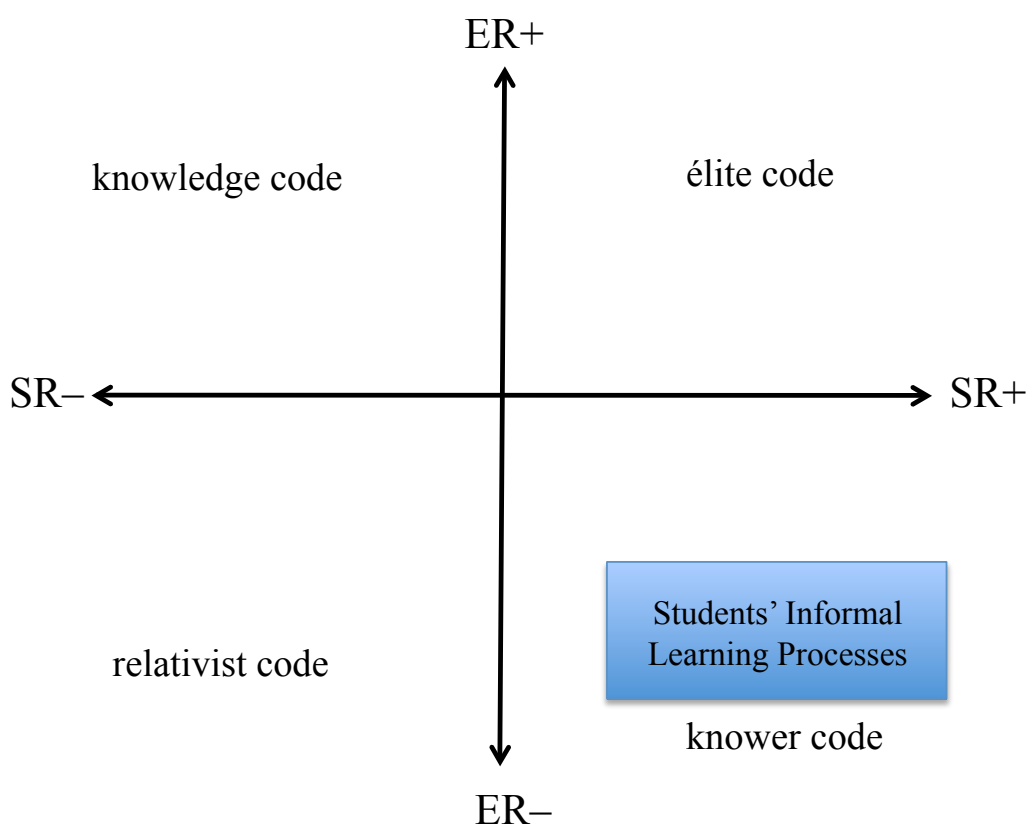 ER+
knowledge code
élite code
SR–
SR+
Students’ Informal
Learning Processes
relativist code
knower code
ER–